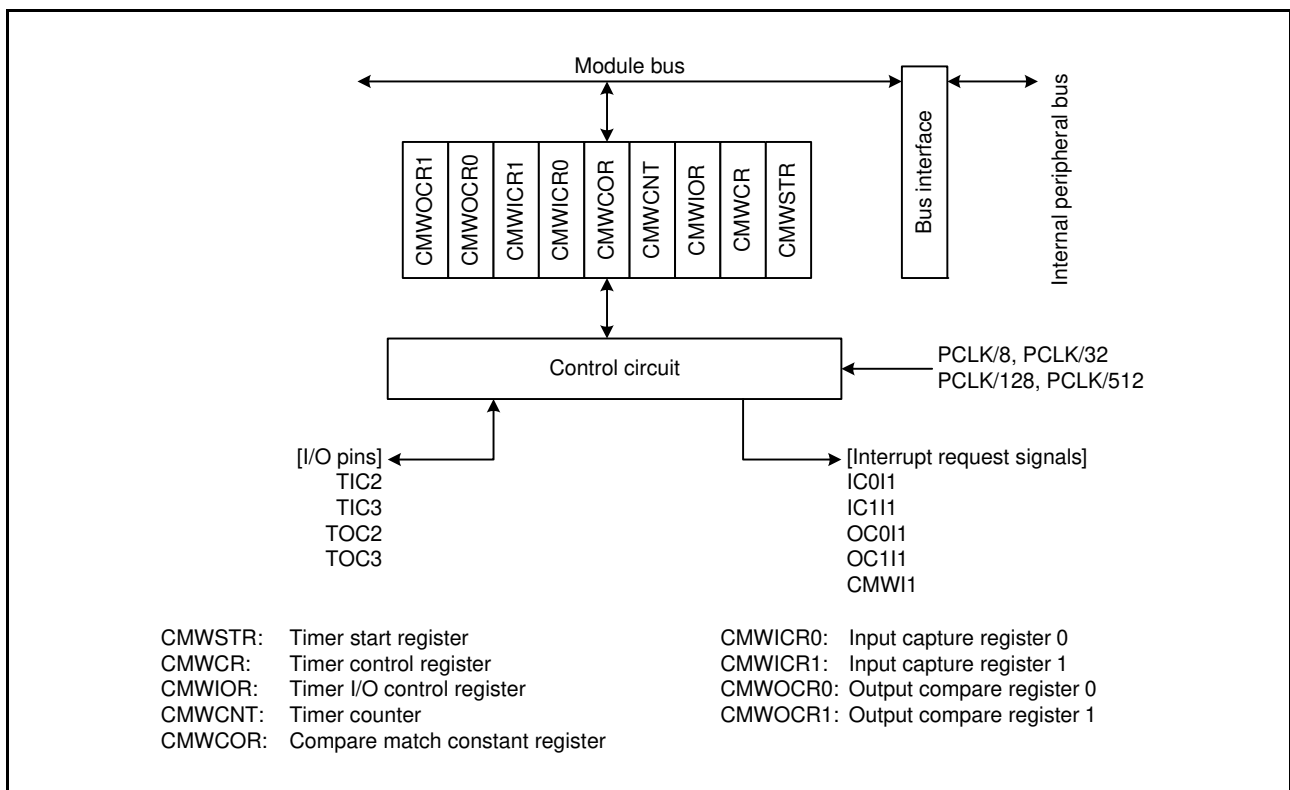 Module bus
Bus interface
Internal peripheral bus
CMWOCR1
CMWOCR0
CMWICR1
CMWICR0
CMWCOR
CMWCNT
CMWIOR
CMWCR
CMWSTR
Control circuit
PCLK/8, PCLK/32
PCLK/128, PCLK/512
[I/O pins]
TIC2
TIC3
TOC2
TOC3
[Interrupt request signals]
IC0I1
IC1I1
OC0I1
OC1I1
CMWI1
CMWSTR: Timer start register
CMWCR: Timer control register
CMWIOR: Timer I/O control register
CMWCNT: Timer counter
CMWCOR: Compare match constant register
CMWICR0: Input capture register 0
CMWICR1: Input capture register 1
CMWOCR0: Output compare register 0
CMWOCR1: Output compare register 1